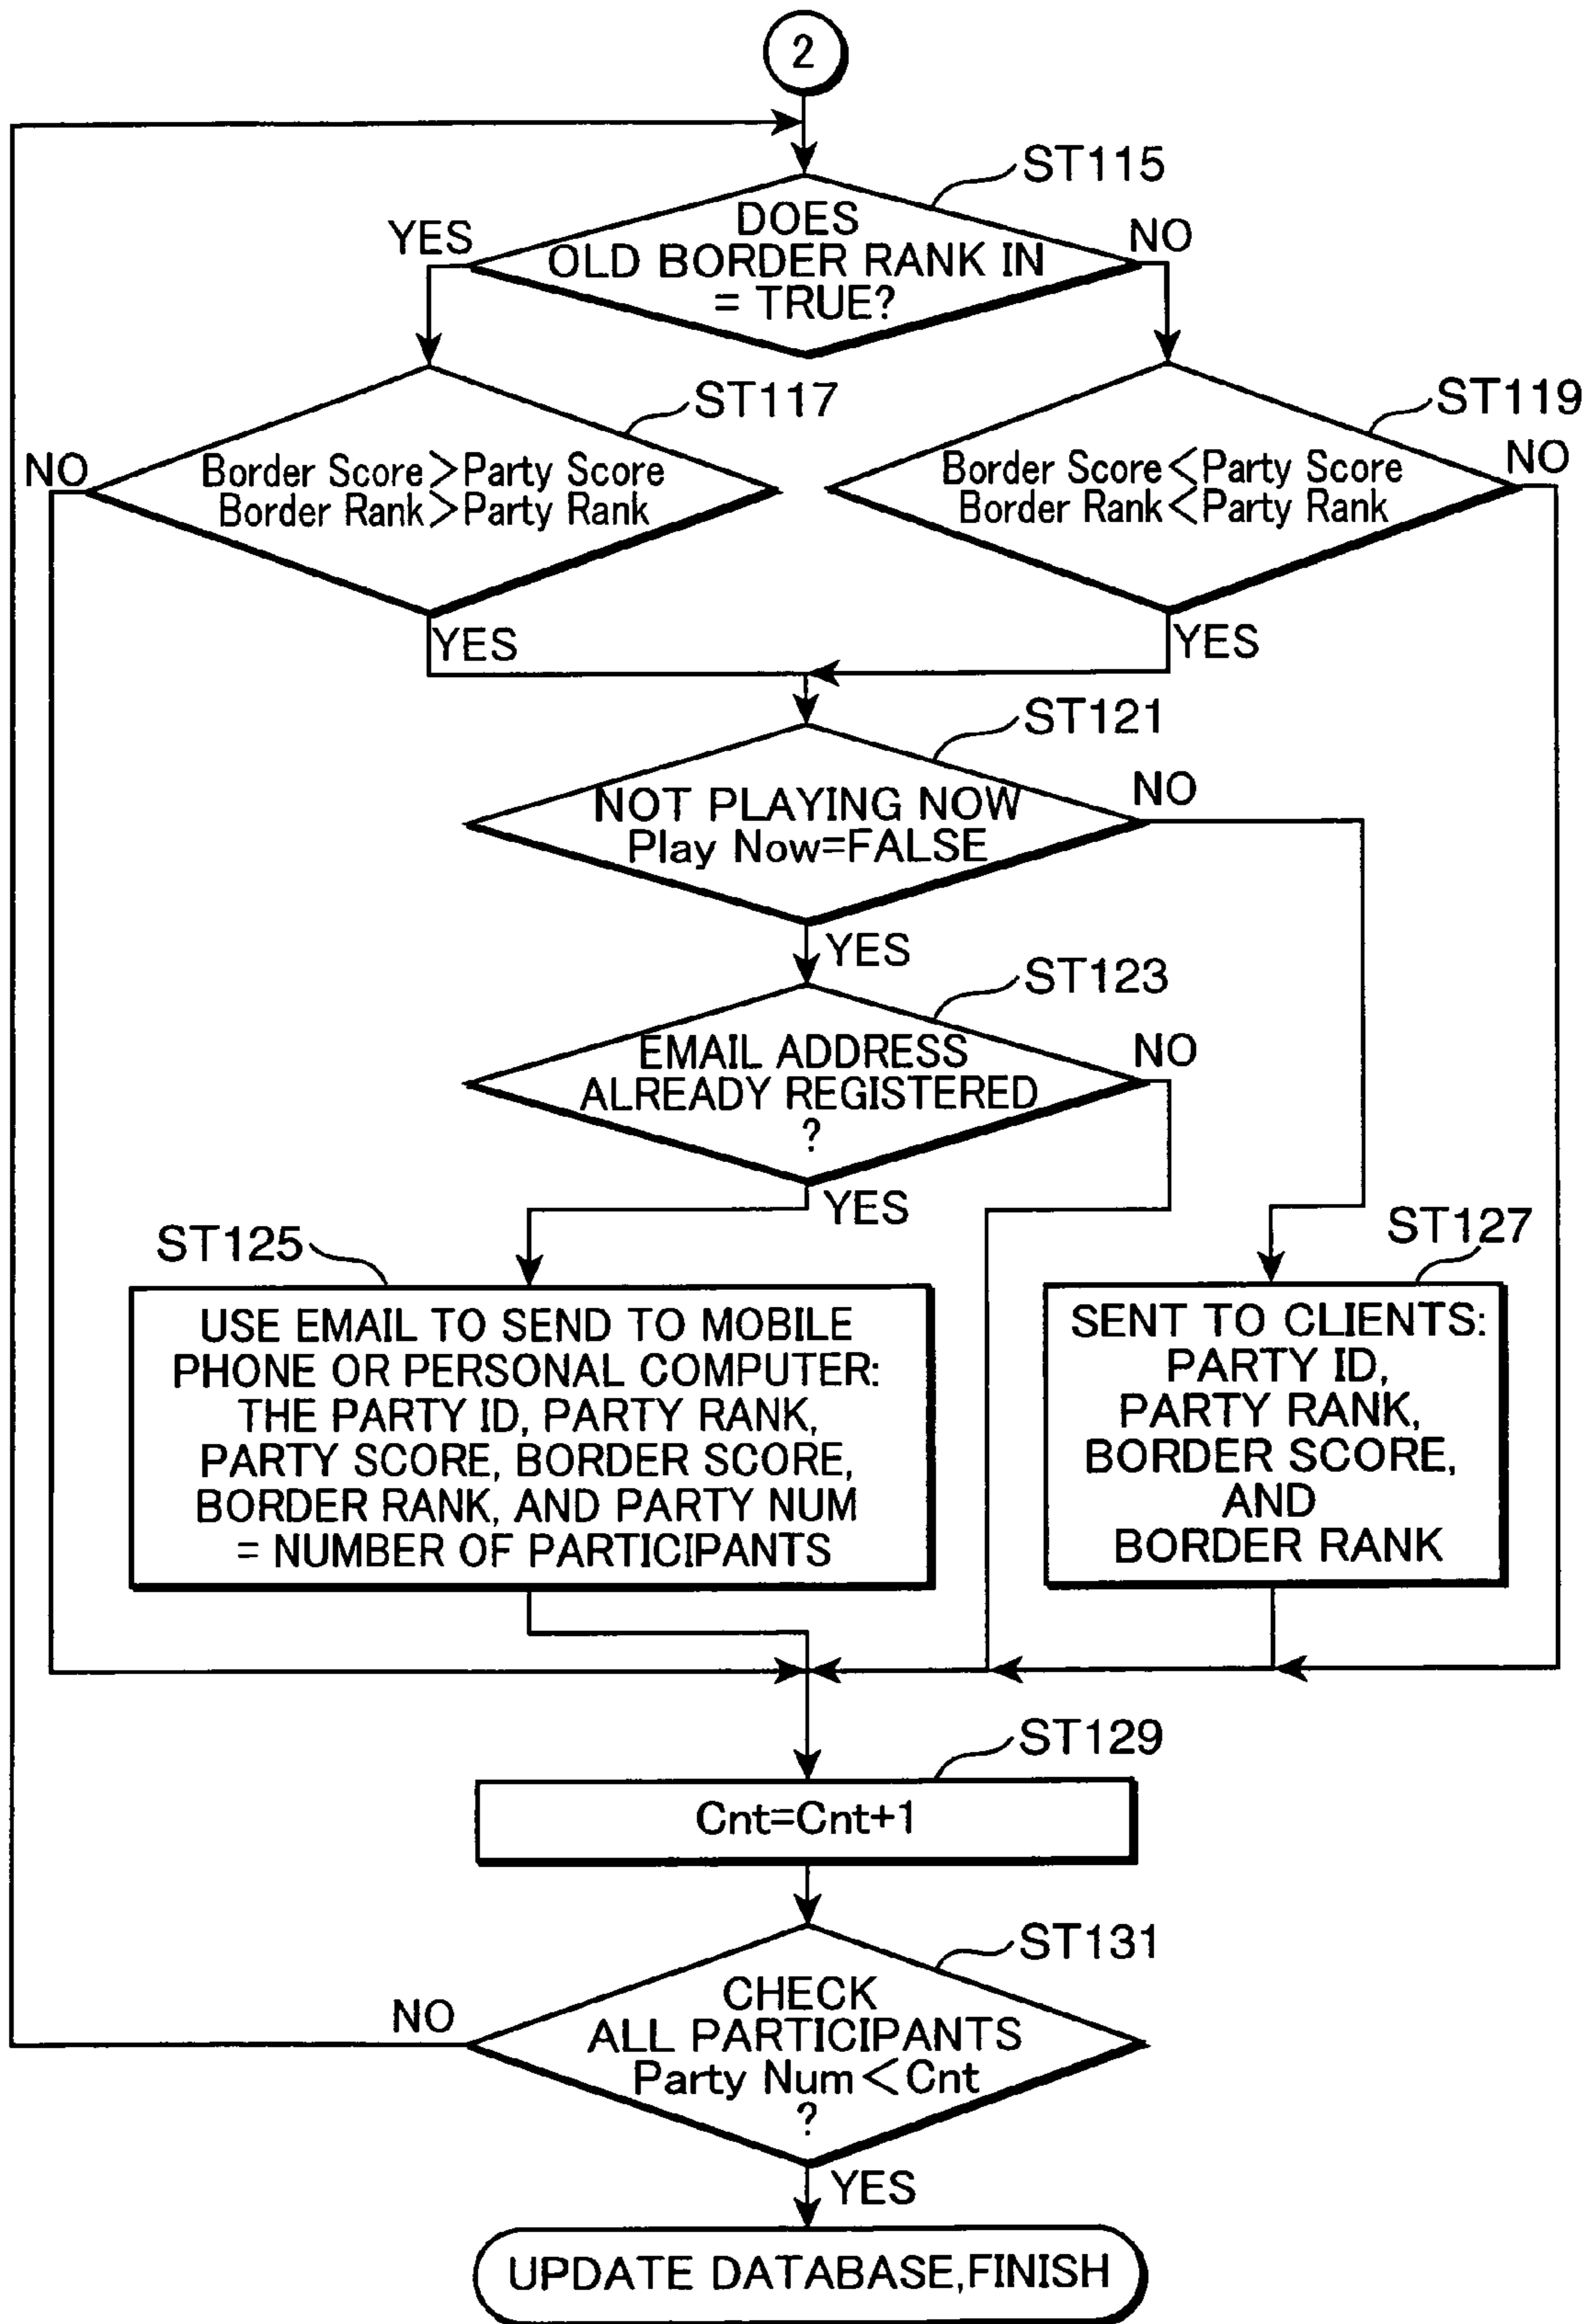 2
ST115
YES
DOES
OLD BORDER RANK IN
= TRUE?
NO
ST117
ST119
NO
Border Score>Party Score
Border Rank>Party Rank
Border Score<Party Score
Border Rank<Party Rank
NO
YES
YES
ST121
NOT PLAYING NOW
Play Now=FALSE
NO
YES
ST123
EMAIL ADDRESS
ALREADY REGISTERED
?
NO
YES
ST125
ST127
USE EMAIL TO SEND TO MOBILE
PHONE OR PERSONAL COMPUTER:
THE PARTY ID, PARTY RANK,
PARTY SCORE, BORDER SCORE,
BORDER RANK, AND PARTY NUM
= NUMBER OF PARTICIPANTS
SENT TO CLIENTS:
PARTY ID,
PARTY RANK,
BORDER SCORE,
AND
BORDER RANK
ST129
Cnt=Cnt+1
ST131
NO
CHECK
ALL PARTICIPANTS
Party Num<Cnt
?
YES
UPDATE DATABASE,FINISH